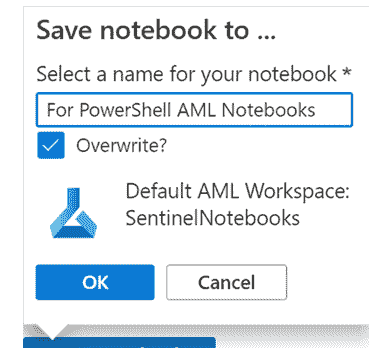 Save notebook to ...
Select a name for your notebook *
For PowerShell AML Notebooks
Overwrite?
Default AML Workspace:
SentinelNotebooks
OK
Cancel